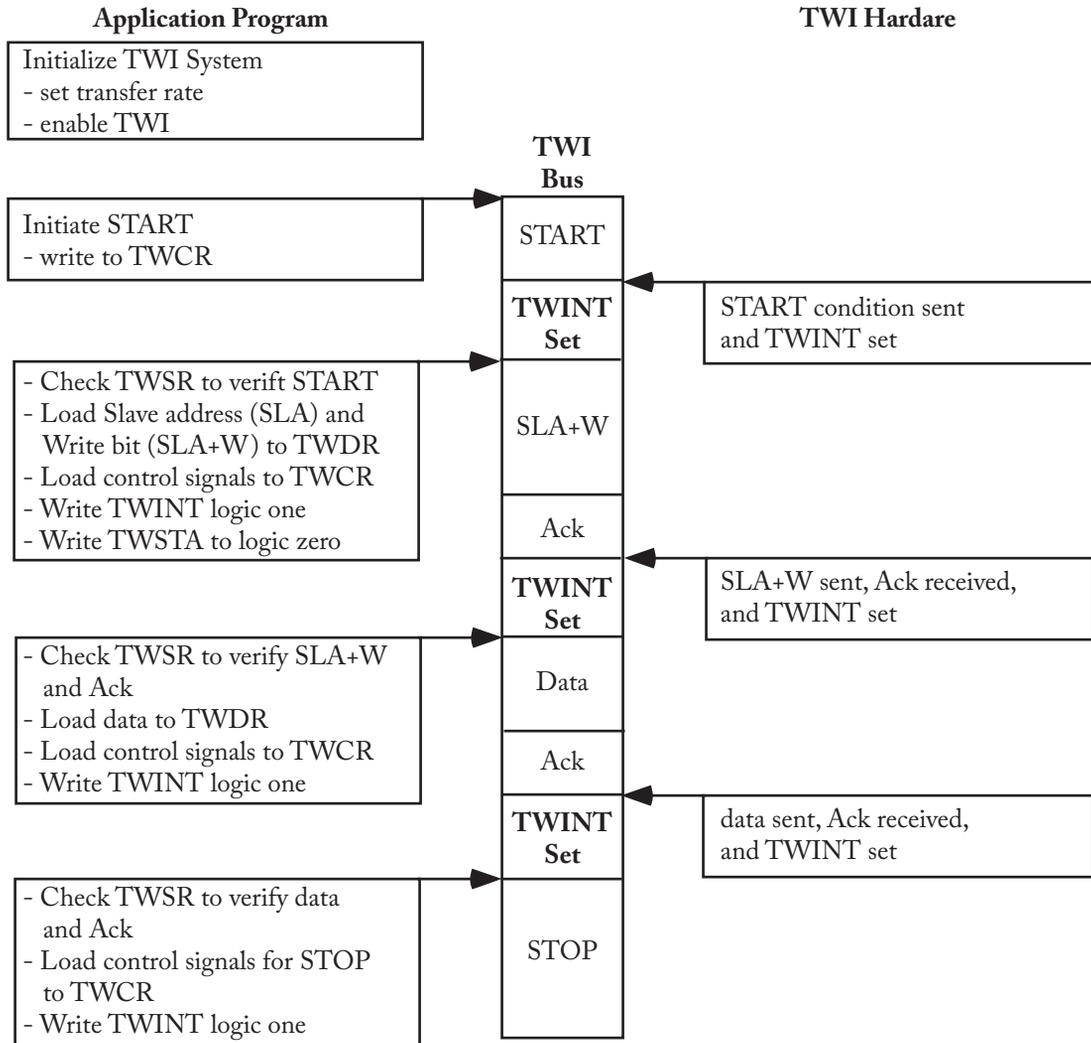 Application Program
TWI Hardare
Initialize TWI System
- set transfer rate
- enable TWI
TWI
Bus
Initiate START
- write to TWCR
START
TWINT
Set
START condition sent
and TWINT set
- Check TWSR to verift START
- Load Slave address (SLA) and
Write bit (SLA+W) to TWDR
- Load control signals to TWCR
- Write TWINT logic one
- Write TWSTA to logic zero
SLA+W
Ack
TWINT
Set
SLA+W sent, Ack received,
and TWINT set
- Check TWSR to verify SLA+W
and Ack
- Load data to TWDR
- Load control signals to TWCR
- Write TWINT logic one
Data
Ack
TWINT
Set
data sent, Ack received,
and TWINT set
- Check TWSR to verify data
and Ack
- Load control signals for STOP
to TWCR
- Write TWINT logic one
STOP